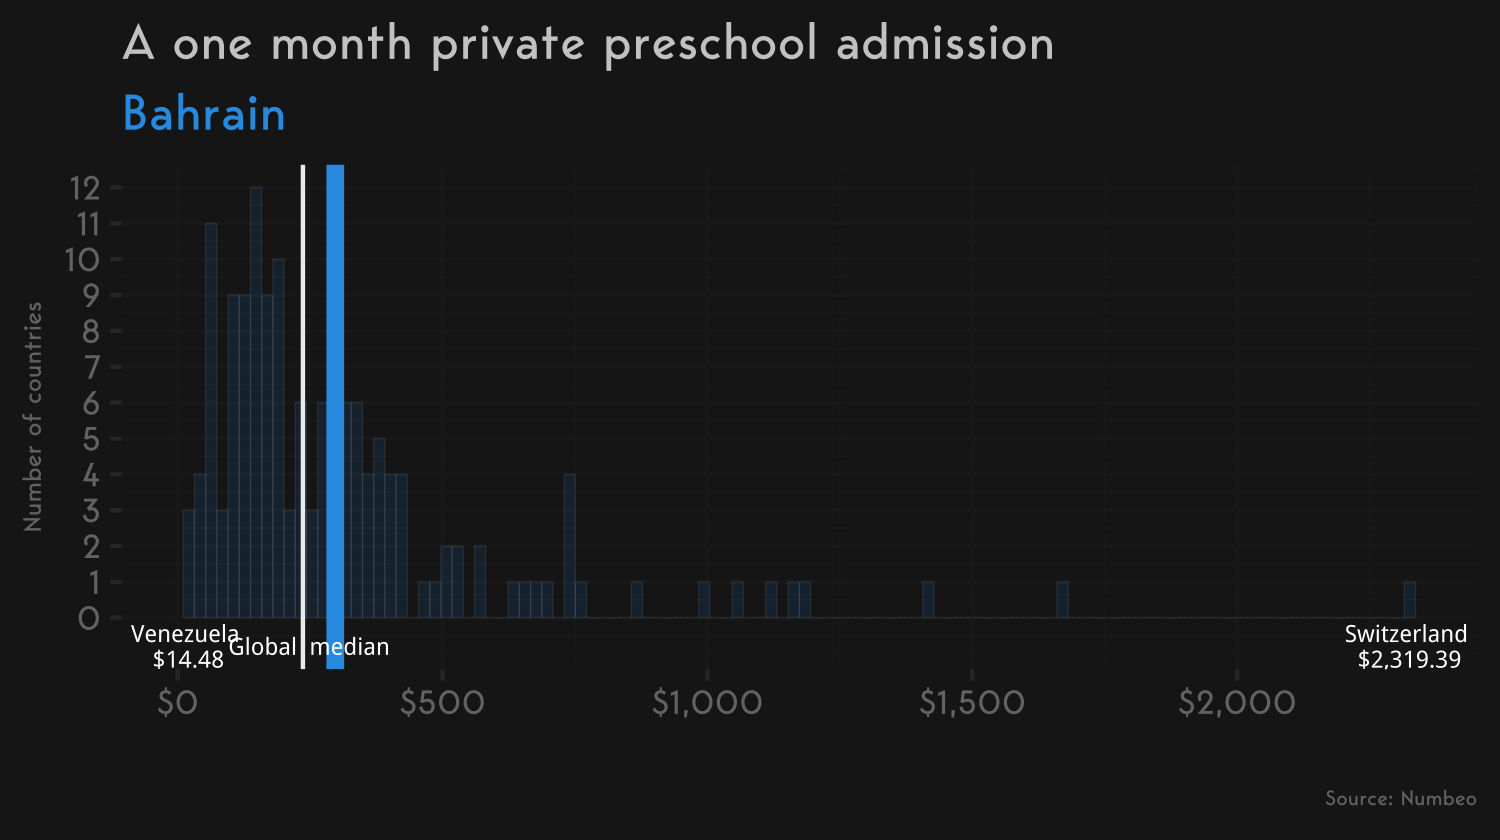 A one month private preschool admission
Bahrain
Number of countries
12
11
10
9
8
7
6
5
4
3
2
1
0
Venezuela
$14.48
Global median
Switzerland
$2,319.39
$0 $500 $1,000 $1,500 $2,000
Source: Numbeo